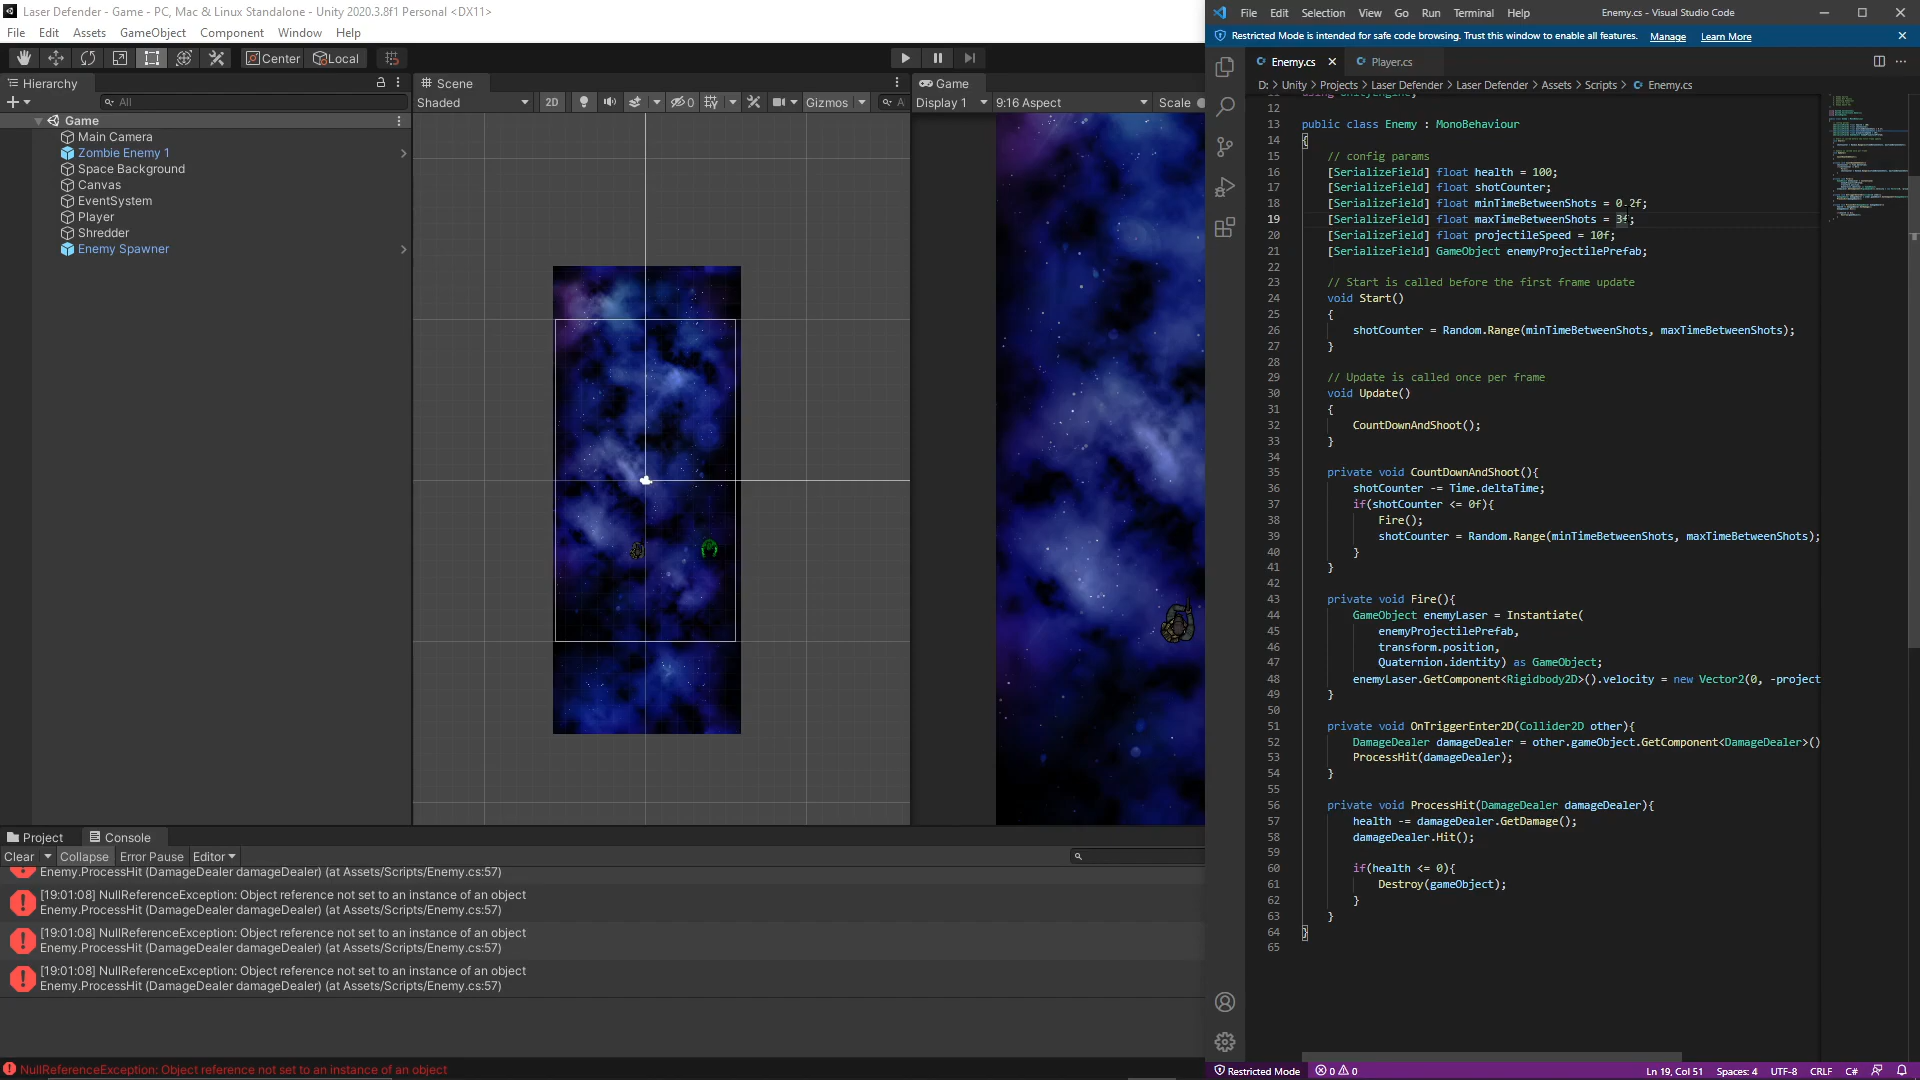 Laser Defender - Game - PC, Mac & Linux Standalone - Unity 2020.3.8f1 Personal <DX11>
File Edit Assets GameObject Component Window Help
Center Local
Hierarchy
All
Game
Main Camera
Zombie Enemy 1
Space Background
Canvas
EventSystem
Player
Shredder
Enemy Spawner
Scene
Shaded 2D 0 Gizmos A
Game
Display 1 9:16 Aspect Scale
Project Console
Clear Collapse Error Pause Editor
Enemy.ProcessHit (DamageDealer damageDealer) (at Assets/Scripts/Enemy.cs:57)
[19:01:08] NullReferenceException: Object reference not set to an instance of an object
Enemy.ProcessHit (DamageDealer damageDealer) (at Assets/Scripts/Enemy.cs:57)
[19:01:08] NullReferenceException: Object reference not set to an instance of an object
Enemy.ProcessHit (DamageDealer damageDealer) (at Assets/Scripts/Enemy.cs:57)
[19:01:08] NullReferenceException: Object reference not set to an instance of an object
Enemy.ProcessHit (DamageDealer damageDealer) (at Assets/Scripts/Enemy.cs:57)
NullReferenceException: Object reference not set to an instance of an object
File Edit Selection View Go Run Terminal Help Enemy.cs - Visual Studio Code
Restricted Mode is intended for safe code browsing. Trust this window to enable all features. Manage Learn More
Enemy.cs Player.cs
D: > Unity > Projects > Laser Defender > Laser Defender > Assets > Scripts > Enemy.cs
12
13 public class Enemy : MonoBehaviour
14 {
15 // config params
16 [SerializeField] float health = 100;
17 [SerializeField] float shotCounter;
18 [SerializeField] float minTimeBetweenShots = 0.2f;
19 [SerializeField] float maxTimeBetweenShots = 3f;
20 [SerializeField] float projectileSpeed = 10f;
21 [SerializeField] GameObject enemyProjectilePrefab;
22
23 // Start is called before the first frame update
24 void Start()
25 {
26 shotCounter = Random.Range(minTimeBetweenShots, maxTimeBetweenShots);
27 }
28
29 // Update is called once per frame
30 void Update()
31 {
32 CountDownAndShoot();
33 }
34
35 private void CountDownAndShoot(){
36 shotCounter -= Time.deltaTime;
37 if(shotCounter <= 0f){
38 Fire();
39 shotCounter = Random.Range(minTimeBetweenShots, maxTimeBetweenShots);
40 }
41 }
42
43 private void Fire(){
44 GameObject enemyLaser = Instantiate(
45 enemyProjectilePrefab,
46 transform.position,
47 Quaternion.identity) as GameObject;
48 enemyLaser.GetComponent<Rigidbody2D>().velocity = new Vector2(0, -project
49 }
50
51 private void OnTriggerEnter2D(Collider2D other){
52 DamageDealer damageDealer = other.gameObject.GetComponent<DamageDealer>()
53 ProcessHit(damageDealer);
54 }
55
56 private void ProcessHit(DamageDealer damageDealer){
57 health -= damageDealer.GetDamage();
58 damageDealer.Hit();
59
60 if(health <= 0){
61 Destroy(gameObject);
62 }
63 }
64 }
65
Restricted Mode 0 0 Ln 19, Col 51 Spaces: 4 UTF-8 CRLF C#